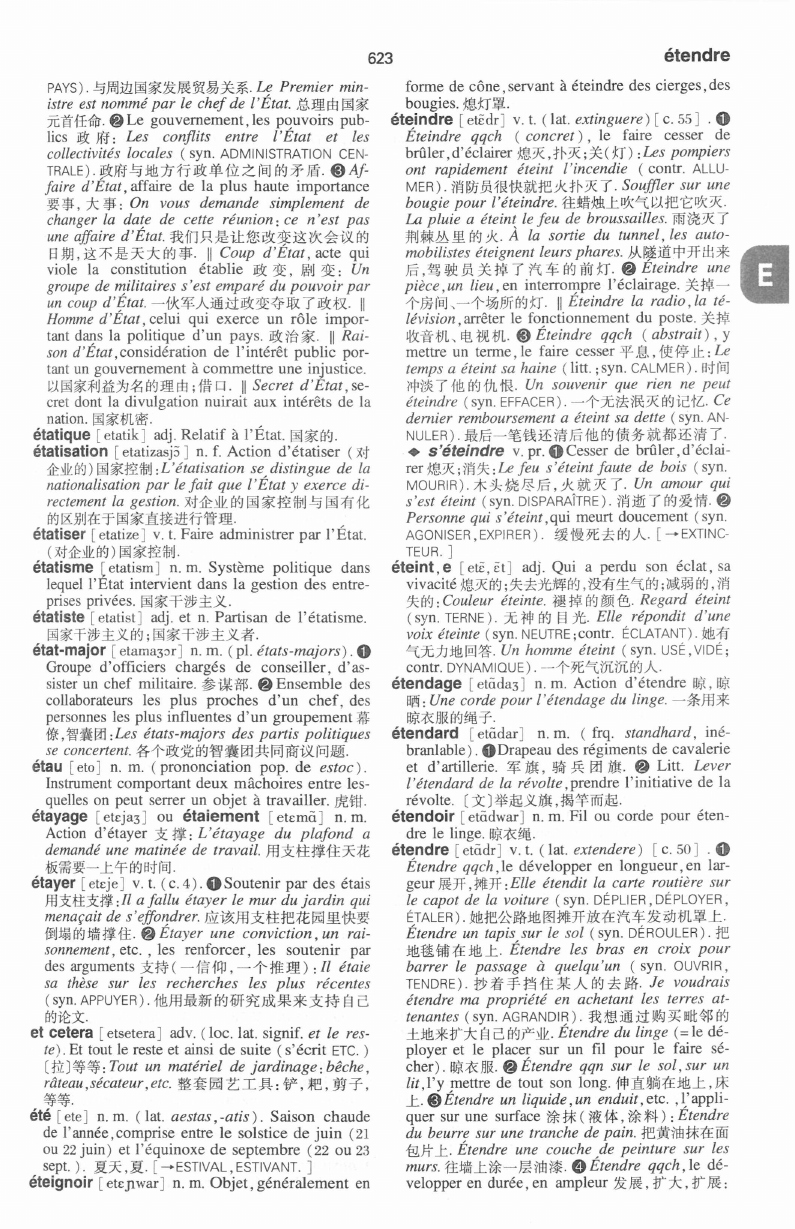 623
étendre
PAYS). 与周边国家发展贸易关系. Le Premier min-
istre est nommé par le chef de l'État. 总理由国家
元首任命. ❷ Le gouvernement, les pouvoirs pub-
lics 政府: Les conflits entre l'État et les
collectivités locales ( syn. ADMINISTRATION CEN-
TRALE). 政府与地方行政单位之间的矛盾. ❸ Af-
faire d'État, affaire de la plus haute importance
要事, 大事: On vous demande simplement de
changer la date de cette réunion: ce n'est pas
une affaire d'État. 我们只是让您改变这次会议的
日期,这不是天大的事. ‖ Coup d'État, acte qui
viole la constitution établie 政变, 剧变: Un
groupe de militaires s'est emparé du pouvoir par
un coup d'État. 一伙军人通过政变夺取了政权. ‖
Homme d'État, celui qui exerce un rôle impor-
tant dans la politique d'un pays. 政治家. ‖ Rai-
son d'État, considération de l'intérêt public por-
tant un gouvernement à commettre une injustice.
以国家利益为名的理由;借口. ‖ Secret d'État, se-
cret dont la divulgation nuirait aux intérêts de la
nation. 国家机密.
étatique [etatik] adj. Relatif à l'État. 国家的.
étatisation [etatizasjɔ̃] n. f. Action d'étatiser (对
企业的)国家控制: L'étatisation se distingue de la
nationalisation par le fait que l'État y exerce di-
rectement la gestion. 对企业的国家控制与国有化
的区别在于国家直接进行管理.
étatiser [etatize] v. t. Faire administrer par l'État.
(对企业的)国家控制.
étatisme [etatism] n. m. Système politique dans
lequel l'État intervient dans la gestion des entre-
prises privées. 国家干涉主义.
étatiste [etatist] adj. et n. Partisan de l'étatisme.
国家干涉主义的;国家干涉主义者.
état-major [etamaʒɔr] n. m. (pl. états-majors). ❶
Groupe d'officiers chargés de conseiller, d'as-
sister un chef militaire. 参谋部. ❷ Ensemble des
collaborateurs les plus proches d'un chef, des
personnes les plus influentes d'un groupement 幕
僚,智囊团: Les états-majors des partis politiques
se concertent. 各个政党的智囊团共同商议问题.
étau [eto] n. m. (prononciation pop. de estoc).
Instrument comportant deux mâchoires entre les-
quelles on peut serrer un objet à travailler. 虎钳.
étayage [etɛjaʒ] ou étaiement [etɛmɑ̃] n. m.
Action d'étayer 支撑: L'étayage du plafond a
demandé une matinée de travail. 用支柱撑住天花
板需要一上午的时间.
étayer [etɛje] v. t. (c. 4). ❶ Soutenir par des étais
用支柱支撑: Il a fallu étayer le mur du jardin qui
menaçait de s'effondrer. 应该用支柱把花园里快要
倒塌的墙撑住. ❷ Étayer une conviction, un rai-
sonnement, etc. , les renforcer, les soutenir par
des arguments 支持(一信仰,一个推理): Il étaie
sa thèse sur les recherches les plus récentes
(syn. APPUYER). 他用最新的研究成果来支持自己
的论文.
et cetera [etsetera] adv. (loc. lat. signif. et le res-
te). Et tout le reste et ainsi de suite (s'écrit ETC. )
〔拉〕等等: Tout un matériel de jardinage: bêche,
râteau, sécateur, etc. 整套园艺工具:铲,耙,剪子,
等等.
été [ete] n. m. ( lat. aestas, -atis). Saison chaude
de l'année, comprise entre le solstice de juin (21
ou 22 juin) et l'équinoxe de septembre (22 ou 23
sept. ). 夏天,夏. [→ESTIVAL, ESTIVANT. ]
éteignoir [etɛɲwar] n. m. Objet, généralement en
forme de cône, servant à éteindre des cierges, des
bougies. 熄灯罩.
éteindre [etɛ̃dr] v. t. (lat. extinguere) [c. 55] . ❶
Éteindre qqch ( concret) , le faire cesser de
brûler, d'éclairer 熄灭,扑灭;关(灯): Les pompiers
ont rapidement éteint l'incendie ( contr. ALLU-
MER). 消防员很快就把火扑灭了. Souffler sur une
bougie pour l'éteindre. 往蜡烛上吹气以把它吹灭.
La pluie a éteint le feu de broussailles. 雨浇灭了
荆棘丛里的火. À la sortie du tunnel, les auto-
mobilistes éteignent leurs phares. 从隧道中开出来
后,驾驶员关掉了汽车的前灯. ❷ Éteindre une
pièce, un lieu, en interrompre l'éclairage. 关掉一
个房间、一个场所的灯. ‖ Éteindre la radio, la té-
lévision, arrêter le fonctionnement du poste. 关掉
收音机、电视机. ❸ Éteindre qqch ( abstrait) , y
mettre un terme, le faire cesser 平息,使停止: Le
temps a éteint sa haine (litt. ; syn. CALMER). 时间
冲淡了他的仇恨. Un souvenir que rien ne peut
éteindre (syn. EFFACER). 一个无法泯灭的记忆. Ce
dernier remboursement a éteint sa dette (syn. AN-
NULER). 最后一笔钱还清后他的债务就都还清了.
◆ s'éteindre v. pr. ❶ Cesser de brûler, d'éclai-
rer 熄灭;消失: Le feu s'éteint faute de bois ( syn.
MOURIR). 木头烧尽后,火就灭了. Un amour qui
s'est éteint (syn. DISPARAÎTRE). 消逝了的爱情. ❷
Personne qui s'éteint, qui meurt doucement (syn.
AGONISER, EXPIRER). 缓慢死去的人. [→EXTINC-
TEUR. ]
éteint, e [etɛ̃, ɛ̃t] adj. Qui a perdu son éclat, sa
vivacité 熄灭的;失去光辉的,没有生气的;减弱的,消
失的: Couleur éteinte. 褪掉的颜色. Regard éteint
(syn. TERNE). 无神的目光. Elle répondit d'une
voix éteinte (syn. NEUTRE; contr. ÉCLATANT). 她有
气无力地回答. Un homme éteint (syn. USÉ, VIDÉ;
contr. DYNAMIQUE). 一个死气沉沉的人.
étendage [etɑ̃daʒ] n. m. Action d'étendre 晾,晾
晒: Une corde pour l'étendage du linge. 一条用来
晾衣服的绳子.
étendard [etɑ̃dar] n. m. ( frq. standhard, iné-
branlable). ❶ Drapeau des régiments de cavalerie
et d'artillerie. 军旗, 骑兵团旗. ❷ Litt. Lever
l'étendard de la révolte, prendre l'initiative de la
révolte. 〔文〕举起义旗,揭竿而起.
étendoir [etɑ̃dwar] n. m. Fil ou corde pour éten-
dre le linge. 晾衣绳.
étendre [etɑ̃dr] v. t. (lat. extendere) [c. 50] . ❶
Étendre qqch, le développer en longueur, en lar-
geur 展开,摊开: Elle étendit la carte routière sur
le capot de la voiture (syn. DÉPLIER, DÉPLOYER,
ÉTALER). 她把公路地图摊开放在汽车发动机罩上.
Étendre un tapis sur le sol (syn. DÉROULER). 把
地毯铺在地上. Étendre les bras en croix pour
barrer le passage à quelqu'un ( syn. OUVRIR,
TENDRE). 抄着手挡住某人的去路. Je voudrais
étendre ma propriété en achetant les terres at-
tenantes (syn. AGRANDIR). 我想通过购买毗邻的
土地来扩大自己的产业. Étendre du linge (= le dé-
ployer et le placer sur un fil pour le faire sé-
cher). 晾衣服. ❷ Étendre qqn sur le sol, sur un
lit, l'y mettre de tout son long. 伸直躺在地上,床
上. ❸ Étendre un liquide, un enduit, etc. , l'appli-
quer sur une surface 涂抹(液体,涂料): Étendre
du beurre sur une tranche de pain. 把黄油抹在面
包片上. Étendre une couche de peinture sur les
murs. 往墙上涂一层油漆. ❹ Étendre qqch, le dé-
velopper en durée, en ampleur 发展,扩大,扩展:
E